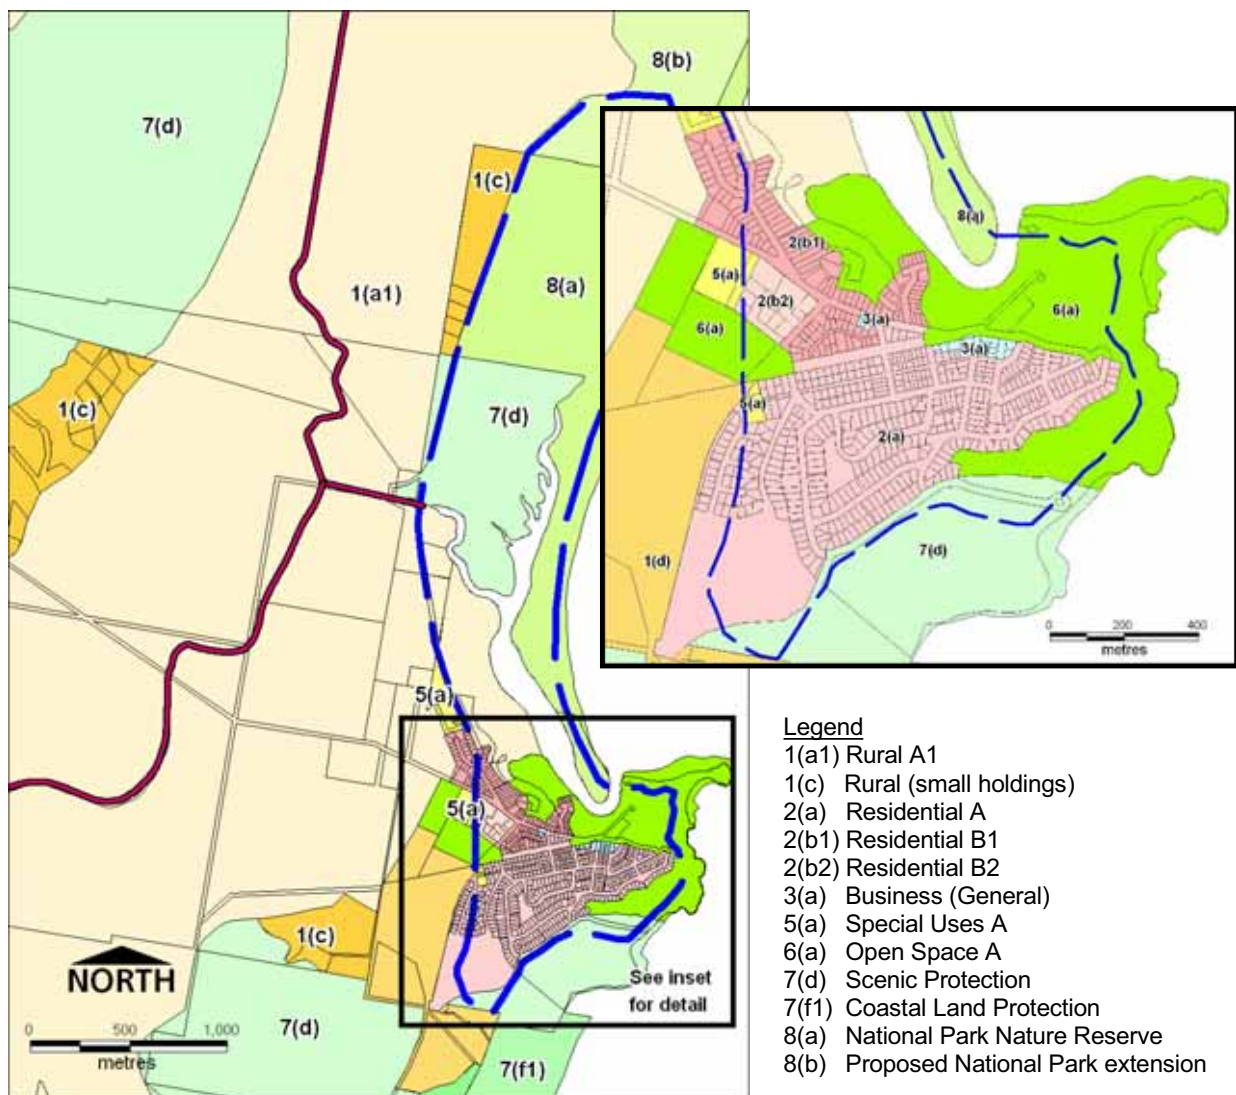 8(b)
7(d)
1(c)
8(a)
1(a1)
1(c)
7(d)
5(a)
5(a)
1(c)
7(d)
7(f1)
See inset
for detail
NORTH
0 500 1,000
metres
8(a)
2(b1)
5(a)
2(b2)
6(a)
3(a)
6(a)
3(a)
5(a)
2(a)
1(d)
7(d)
0 200 400
metres
Legend
1(a1) Rural A1
1(c) Rural (small holdings)
2(a) Residential A
2(b1) Residential B1
2(b2) Residential B2
3(a) Business (General)
5(a) Special Uses A
6(a) Open Space A
7(d) Scenic Protection
7(f1) Coastal Land Protection
8(a) National Park Nature Reserve
8(b) Proposed National Park extension